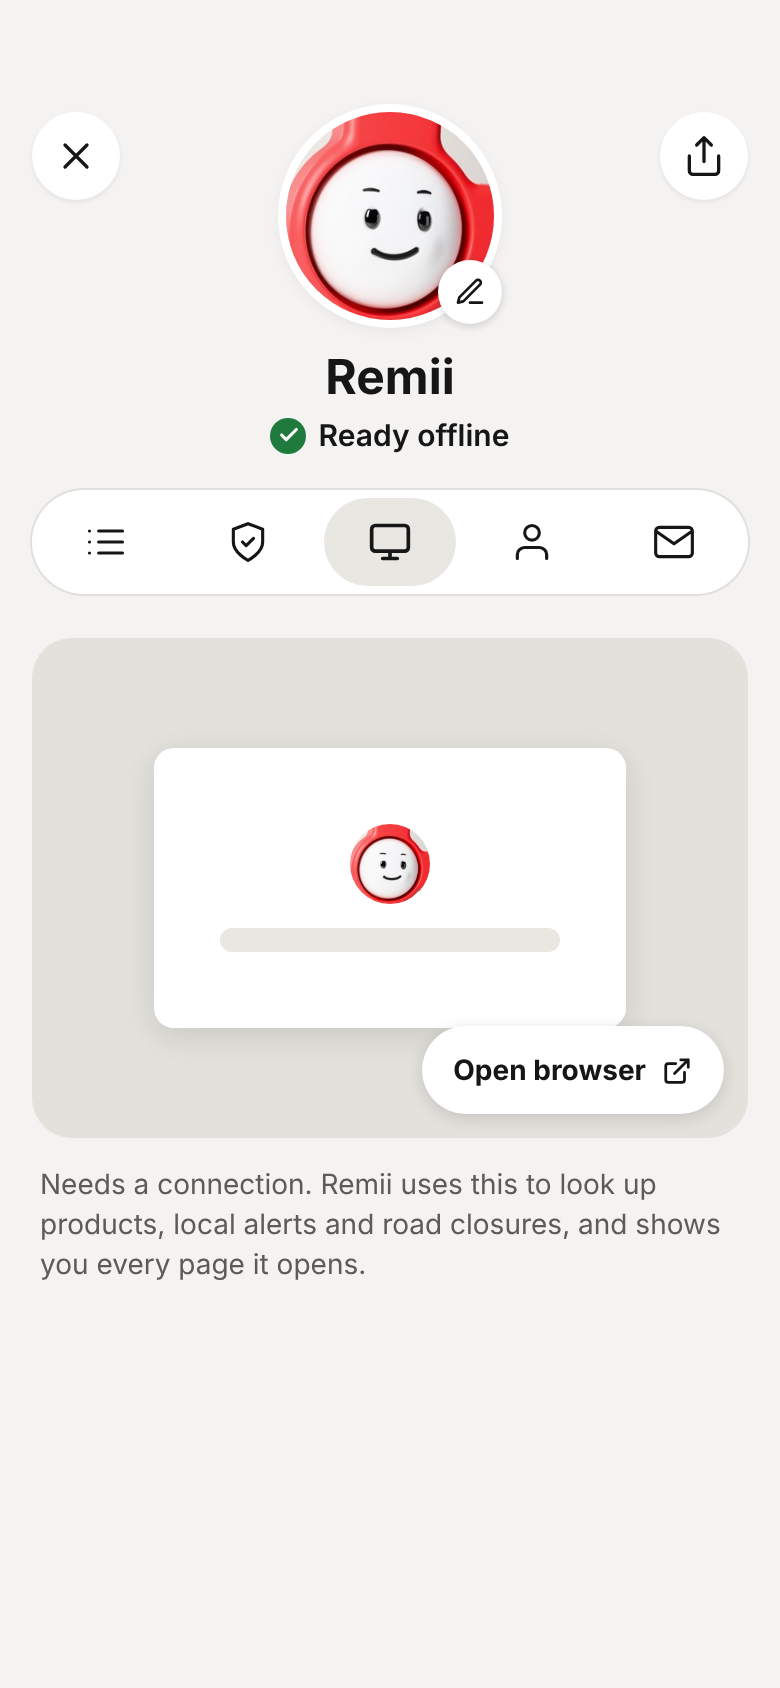 Remii
Ready offline
Open browser
Needs a connection. Remii uses this to look up
products, local alerts and road closures, and shows
you every page it opens.